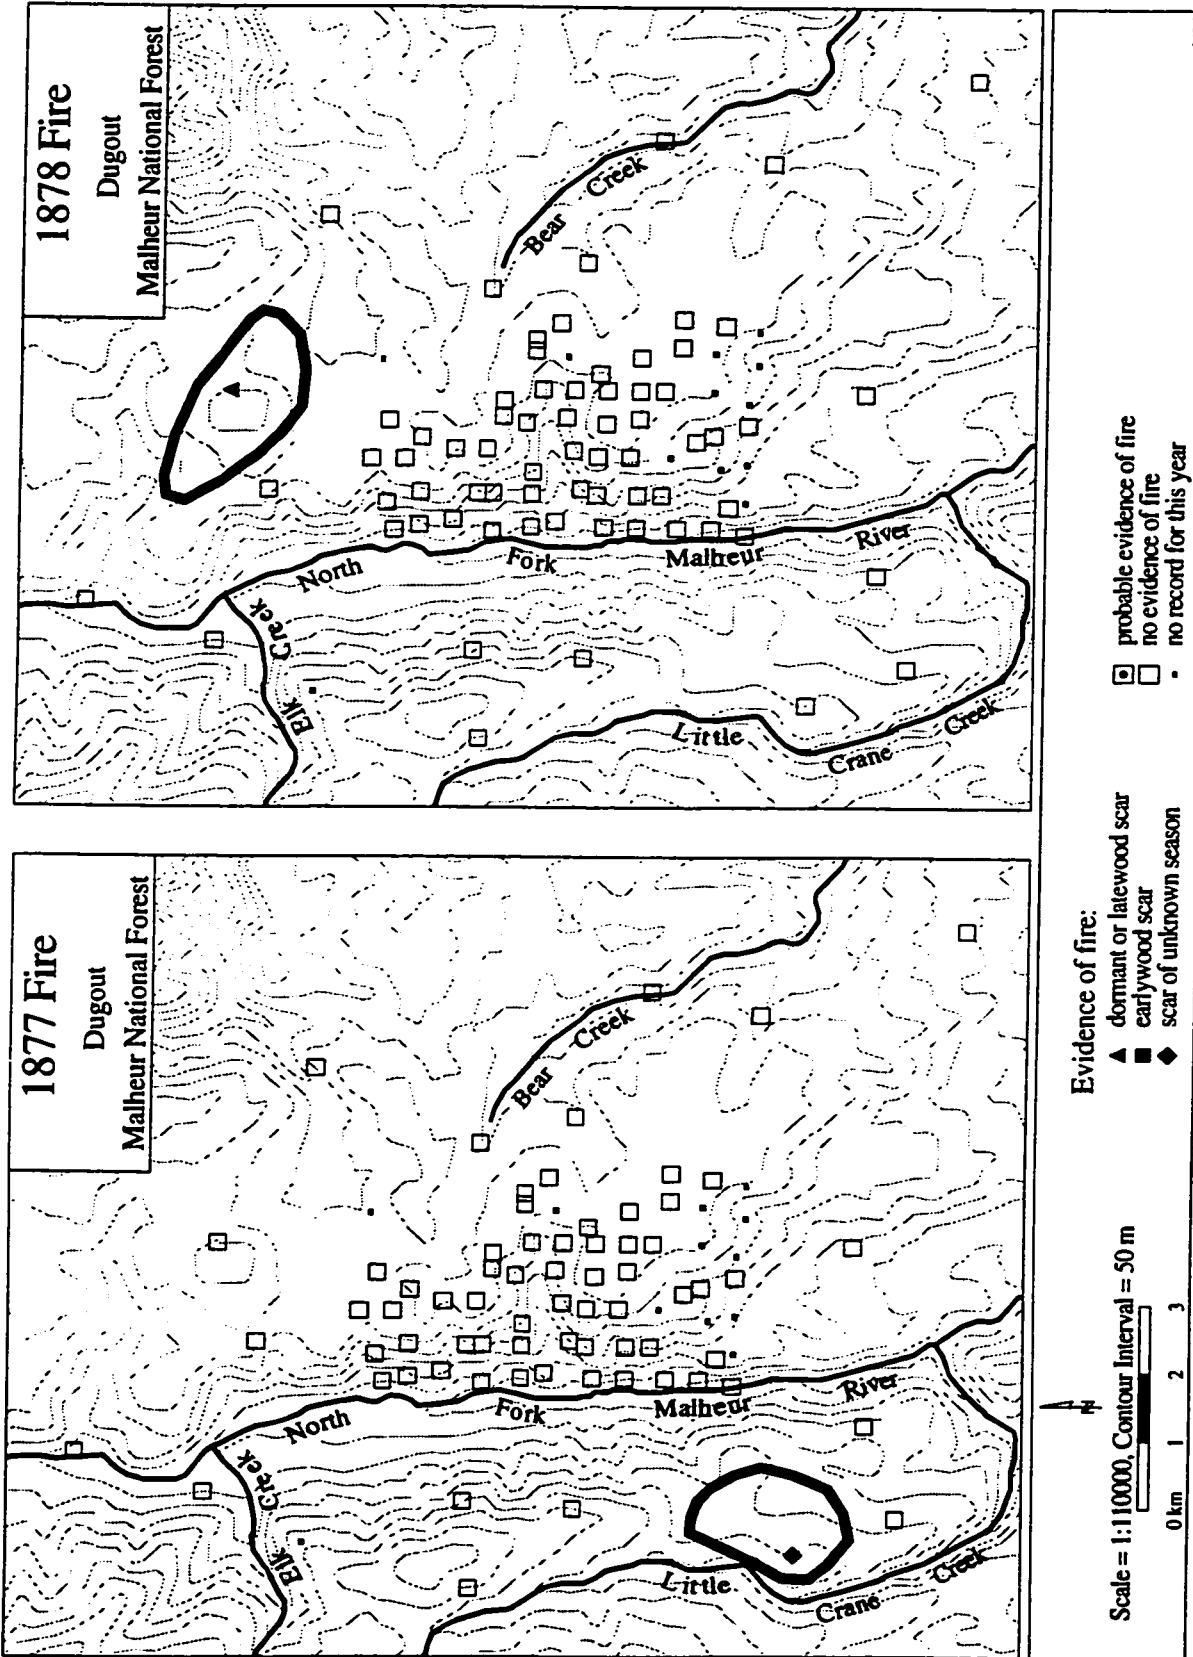 1877 Fire
Dugout
Malheur National Forest
Elk
Creek
North
Fork
Malheur
River
Bear
Creek
Little
Crane
Creek
1878 Fire
Dugout
Malheur National Forest
Elk
Creek
North
Fork
Malheur
River
Bear
Creek
Little
Crane
Creek
Scale = 1:110000, Contour Interval = 50 m
0 km 1 2 3
N
Evidence of fire:
dormant or latewood scar
earlywood scar
scar of unknown season
probable evidence of fire
no evidence of fire
no record for this year